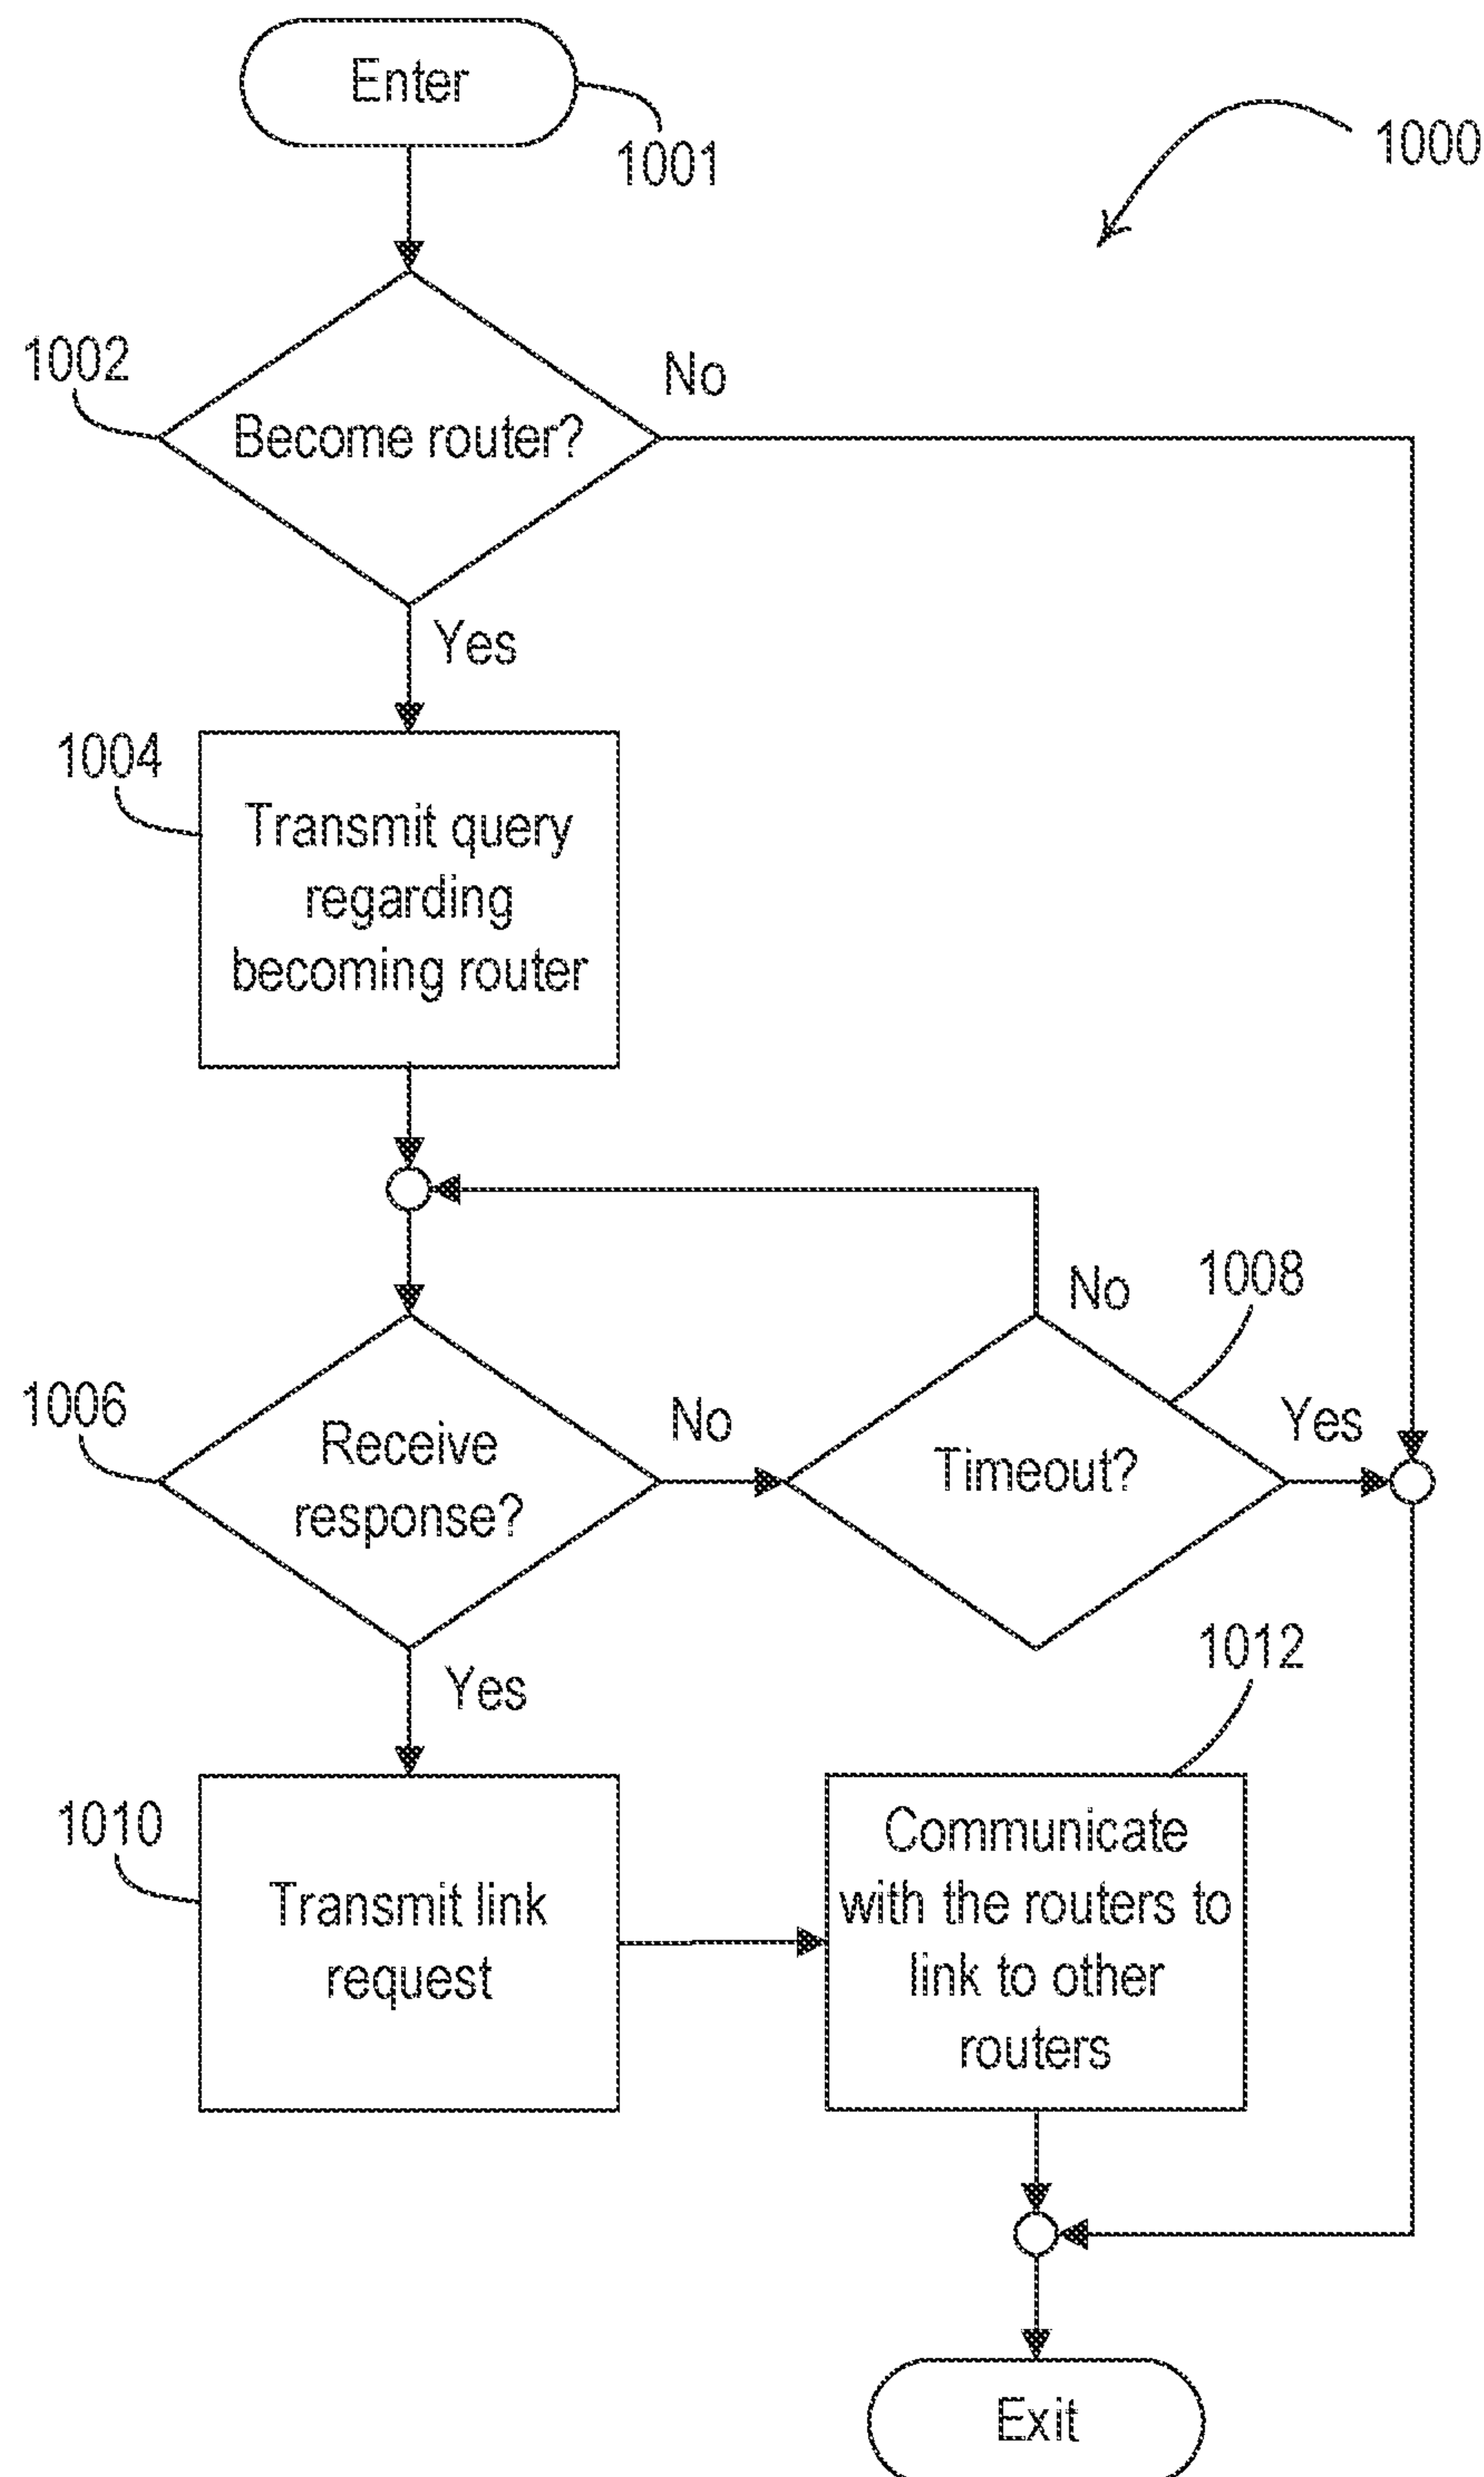 Enter
1001
1000
1002
No
Become router?
Yes
1004
Transmit query
regarding
becoming router
1008
No
1006
No
Yes
Receive
response?
Timeout?
1012
Yes
1010
Transmit link
request
Communicate
with the routers to
link to other
routers
Exit